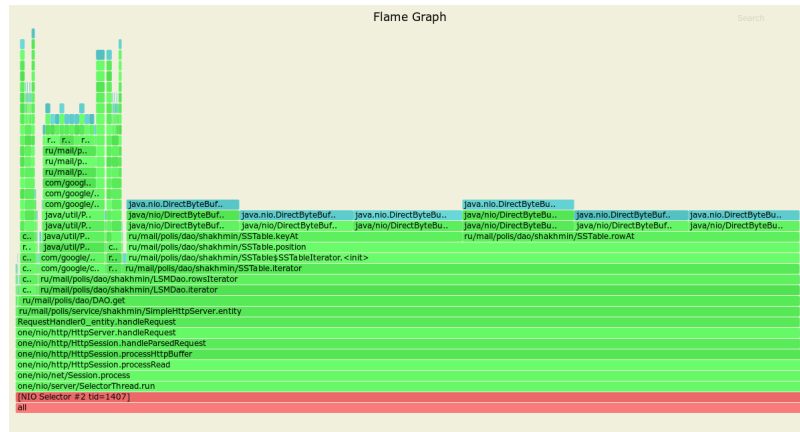 Flame Graph
Search
r.. r.. r..
ru/mail/p..
ru/mail/p..
ru/mail/p..
com/googl..
com/google/..
com/google/.. java.nio.DirectByteBuf.. java.nio.DirectByteBu..
java/util/P.. java/nio/DirectByteBuf.. java.nio.DirectByteBuf.. java.nio.DirectByteBu.. java/nio/DirectByteBu.. java.nio.DirectByteBuf.. java.nio.DirectByteBu..
java/util/P.. java/nio/DirectByteBuf.. java/nio/DirectByteBuf.. java/nio/DirectByteBu.. java/nio/DirectByteBu.. java/nio/DirectByteBuf.. java/nio/DirectByteBu..
c.. java/util/P.. ru/mail/polis/dao/shakhmin/SSTable.keyAt ru/mail/polis/dao/shakhmin/SSTable.rowAt
r.. java/util/P.. c.. ru/mail/polis/dao/shakhmin/SSTable.position
c.. com/google/.. r.. ru/mail/polis/dao/shakhmin/SSTable$SSTableIterator.<init>
c.. com/google/c.. r.. ru/mail/polis/dao/shakhmin/SSTable.iterator
c.. ru/mail/polis/dao/shakhmin/LSMDao.rowsIterator
c.. ru/mail/polis/dao/shakhmin/LSMDao.iterator
ru/mail/polis/dao/DAO.get
ru/mail/polis/service/shakhmin/SimpleHttpServer.entity
RequestHandler0_entity.handleRequest
one/nio/http/HttpServer.handleRequest
one/nio/http/HttpSession.handleParsedRequest
one/nio/http/HttpSession.processHttpBuffer
one/nio/http/HttpSession.processRead
one/nio/net/Session.process
one/nio/server/SelectorThread.run
[NIO Selector #2 tid=1407]
all